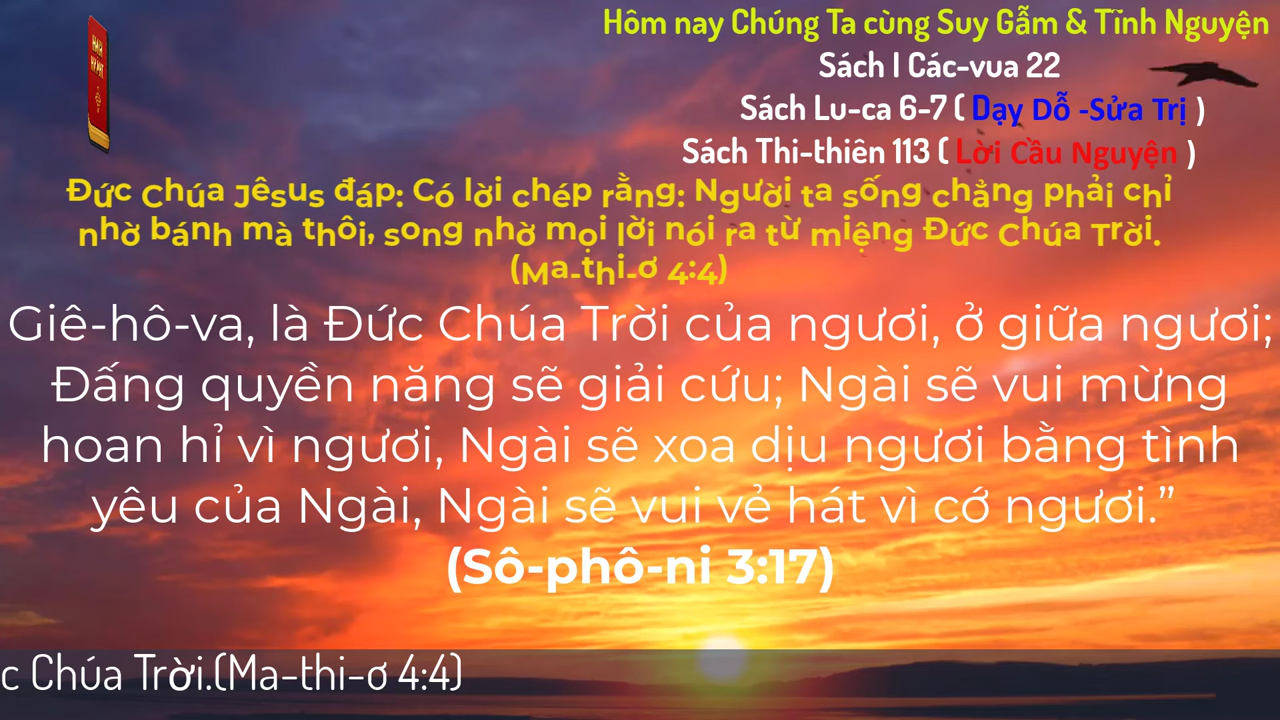 Hôm nay Chúng Ta cùng Suy Gẫm & Tĩnh Nguyện
Sách I Các-vua 22
Sách Lu-ca 6-7 ( Dạy Dỗ -Sửa Trị )
Sách Thi-thiên 113 ( Lời Cầu Nguyện )
Đức Chúa Jêsus đáp: Có lời chép rằng: Người ta sống chẳng phải chỉ
nhờ bánh mà thôi, song nhờ mọi lời nói ra từ miệng Đức Chúa Trời.
(Ma-thi-ơ 4:4)
Giê-hô-va, là Đức Chúa Trời của ngươi, ở giữa ngươi;
Đấng quyền năng sẽ giải cứu; Ngài sẽ vui mừng
hoan hỉ vì ngươi, Ngài sẽ xoa dịu ngươi bằng tình
yêu của Ngài, Ngài sẽ vui vẻ hát vì cớ ngươi.”
(Sô-phô-ni 3:17)
c Chúa Trời.(Ma-thi-ơ 4:4)